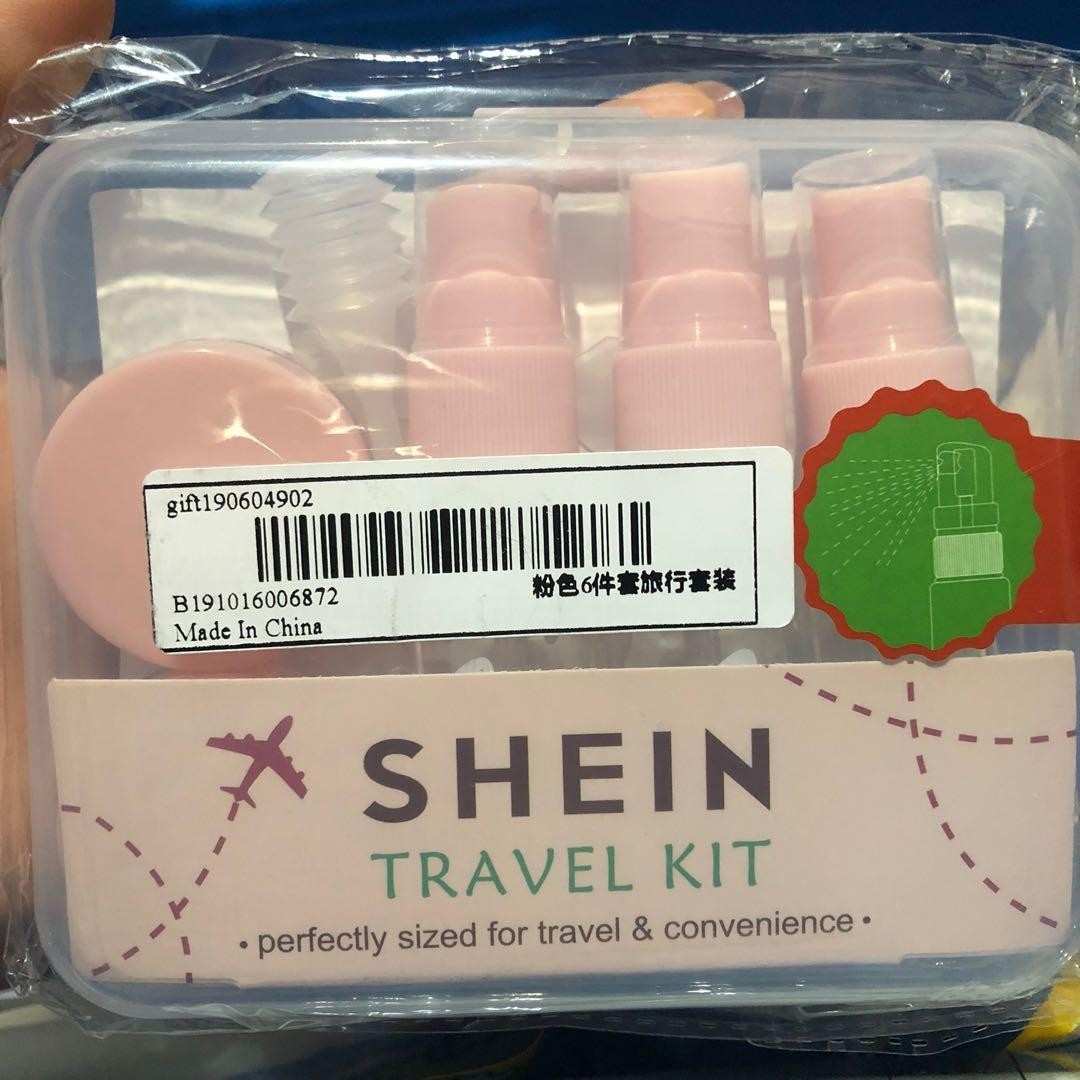 gift190604902
B191016006872
粉色6件套旅行套装
Made In China
SHEIN
TRAVEL KIT
• perfectly sized for travel & convenience •